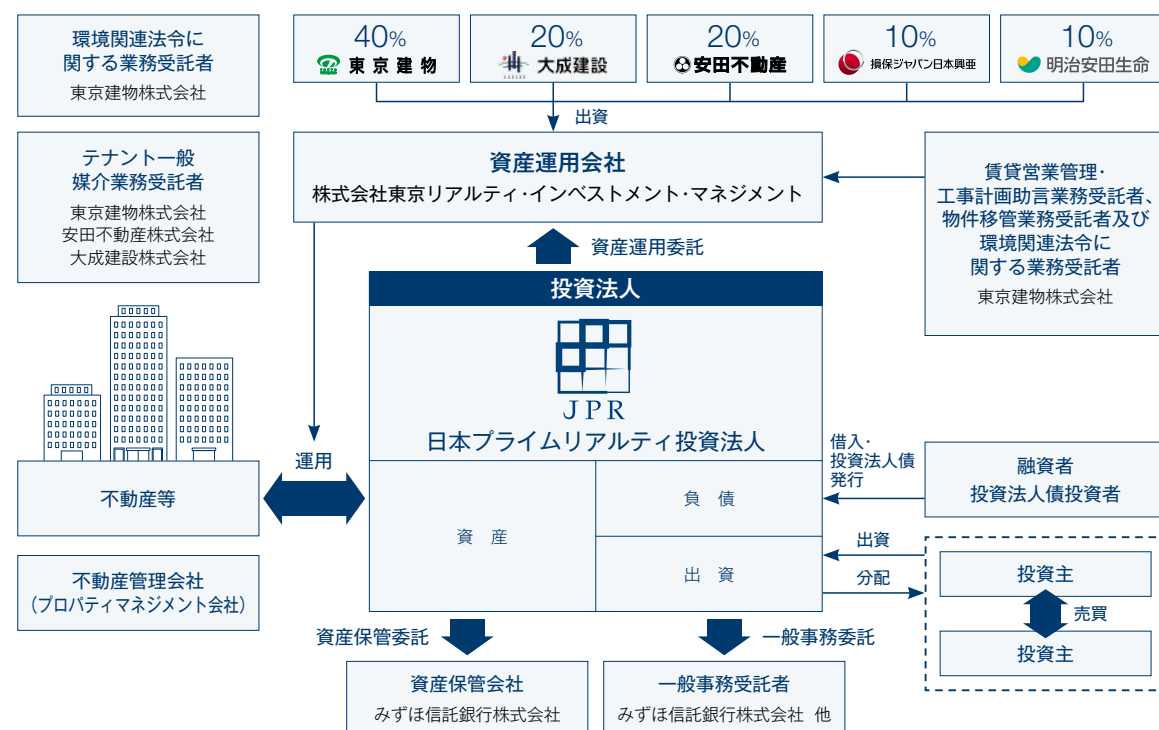 環境関連法令に
関する業務受託者
東京建物株式会社
40%
東京建物
20%
TAISEI
大成建設
20%
安田不動産
10%
損保ジャパン日本興亜
10%
明治安田生命
出資
テナント一般
媒介業務受託者
東京建物株式会社
安田不動産株式会社
大成建設株式会社
資産運用会社
株式会社東京リアルティ・インベストメント・マネジメント
賃貸営業管理・
工事計画助言業務受託者、
物件移管業務受託者及び
環境関連法令に
関する業務受託者
東京建物株式会社
資産運用委託
投資法人
JPR
日本プライムリアルティ投資法人
運用
不動産等
資 産
負 債
出 資
借入・
投資法人債
発行
融資者
投資法人債投資者
出資
分配
投資主
売買
投資主
不動産管理会社
（プロパティマネジメント会社）
資産保管委託
一般事務委託
資産保管会社
みずほ信託銀行株式会社
一般事務受託者
みずほ信託銀行株式会社 他